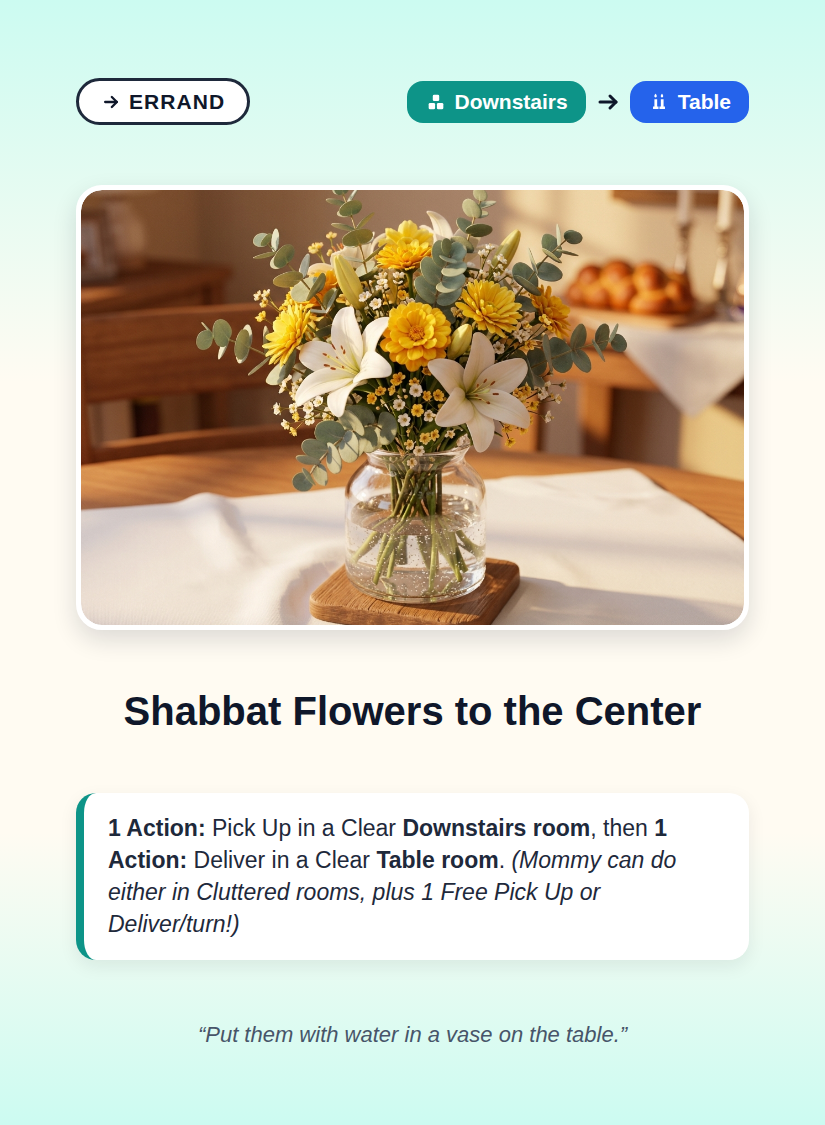 ERRAND
Downstairs → Table
Shabbat Flowers to the Center
1 Action: Pick Up in a Clear Downstairs room, then 1
Action: Deliver in a Clear Table room. (Mommy can do
either in Cluttered rooms, plus 1 Free Pick Up or
Deliver/turn!)
“Put them with water in a vase on the table.”